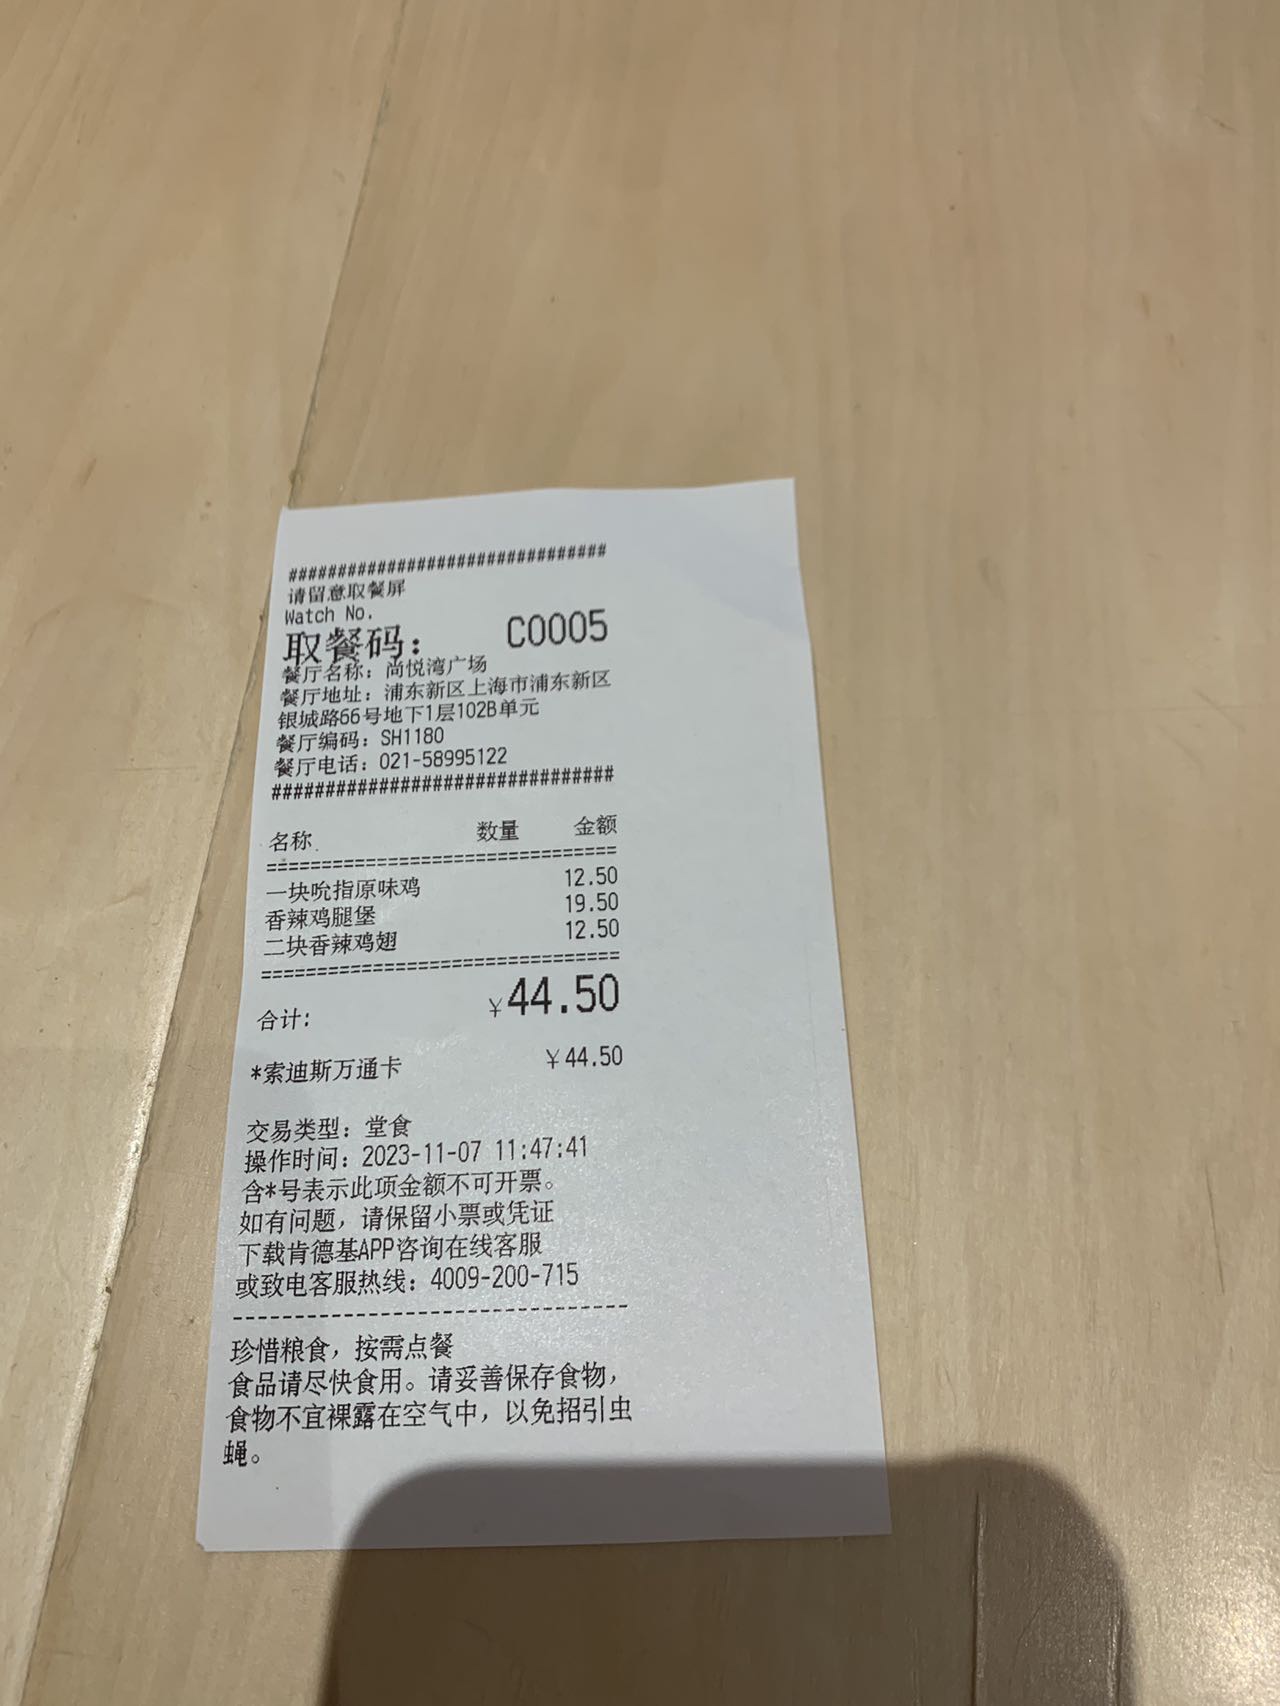 ################################
请留意取餐屏
Watch No.
取餐码: C0005
餐厅名称: 尚悦湾广场
餐厅地址: 浦东新区上海市浦东新区
银城路66号地下1层102B单元
餐厅编码: SH1180
餐厅电话: 021-58995122
################################
名称 数量 金额
================================
一块吮指原味鸡 12.50
香辣鸡腿堡 19.50
二块香辣鸡翅 12.50
================================
合计: ¥44.50
*索迪斯万通卡 ¥44.50
交易类型: 堂食
操作时间: 2023-11-07 11:47:41
含*号表示此项金额不可开票。
如有问题, 请保留小票或凭证
下载肯德基APP咨询在线客服
或致电客服热线: 4009-200-715
--------------------------------
珍惜粮食, 按需点餐
食品请尽快食用。请妥善保存食物,
食物不宜裸露在空气中, 以免招引虫
蝇。